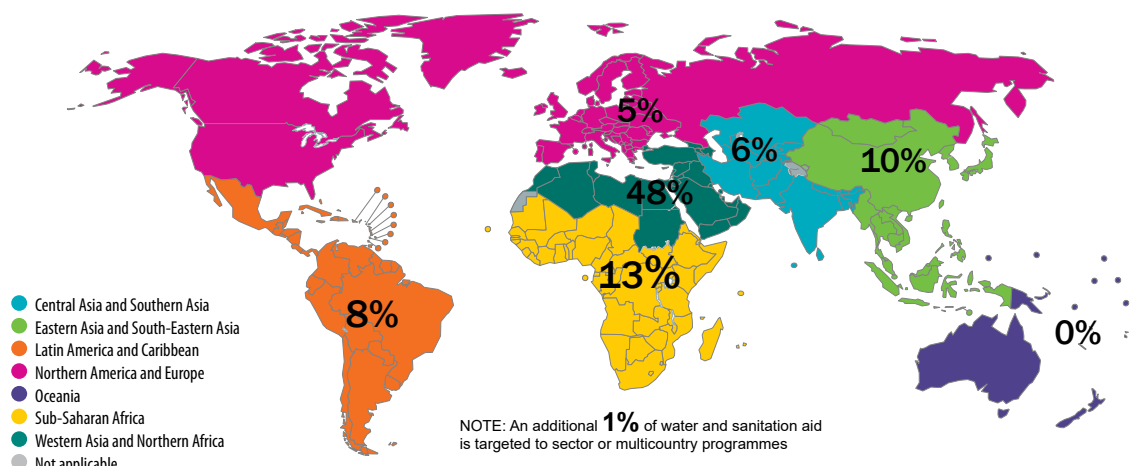 5%
6%
10%
48%
13%
8%
0%
Central Asia and Southern Asia
Eastern Asia and South-Eastern Asia
Latin America and Caribbean
Northern America and Europe
Oceania
Sub-Saharan Africa
Western Asia and Northern Africa
Not applicable
NOTE: An additional 1% of water and sanitation aid
is targeted to sector or multicountry programmes